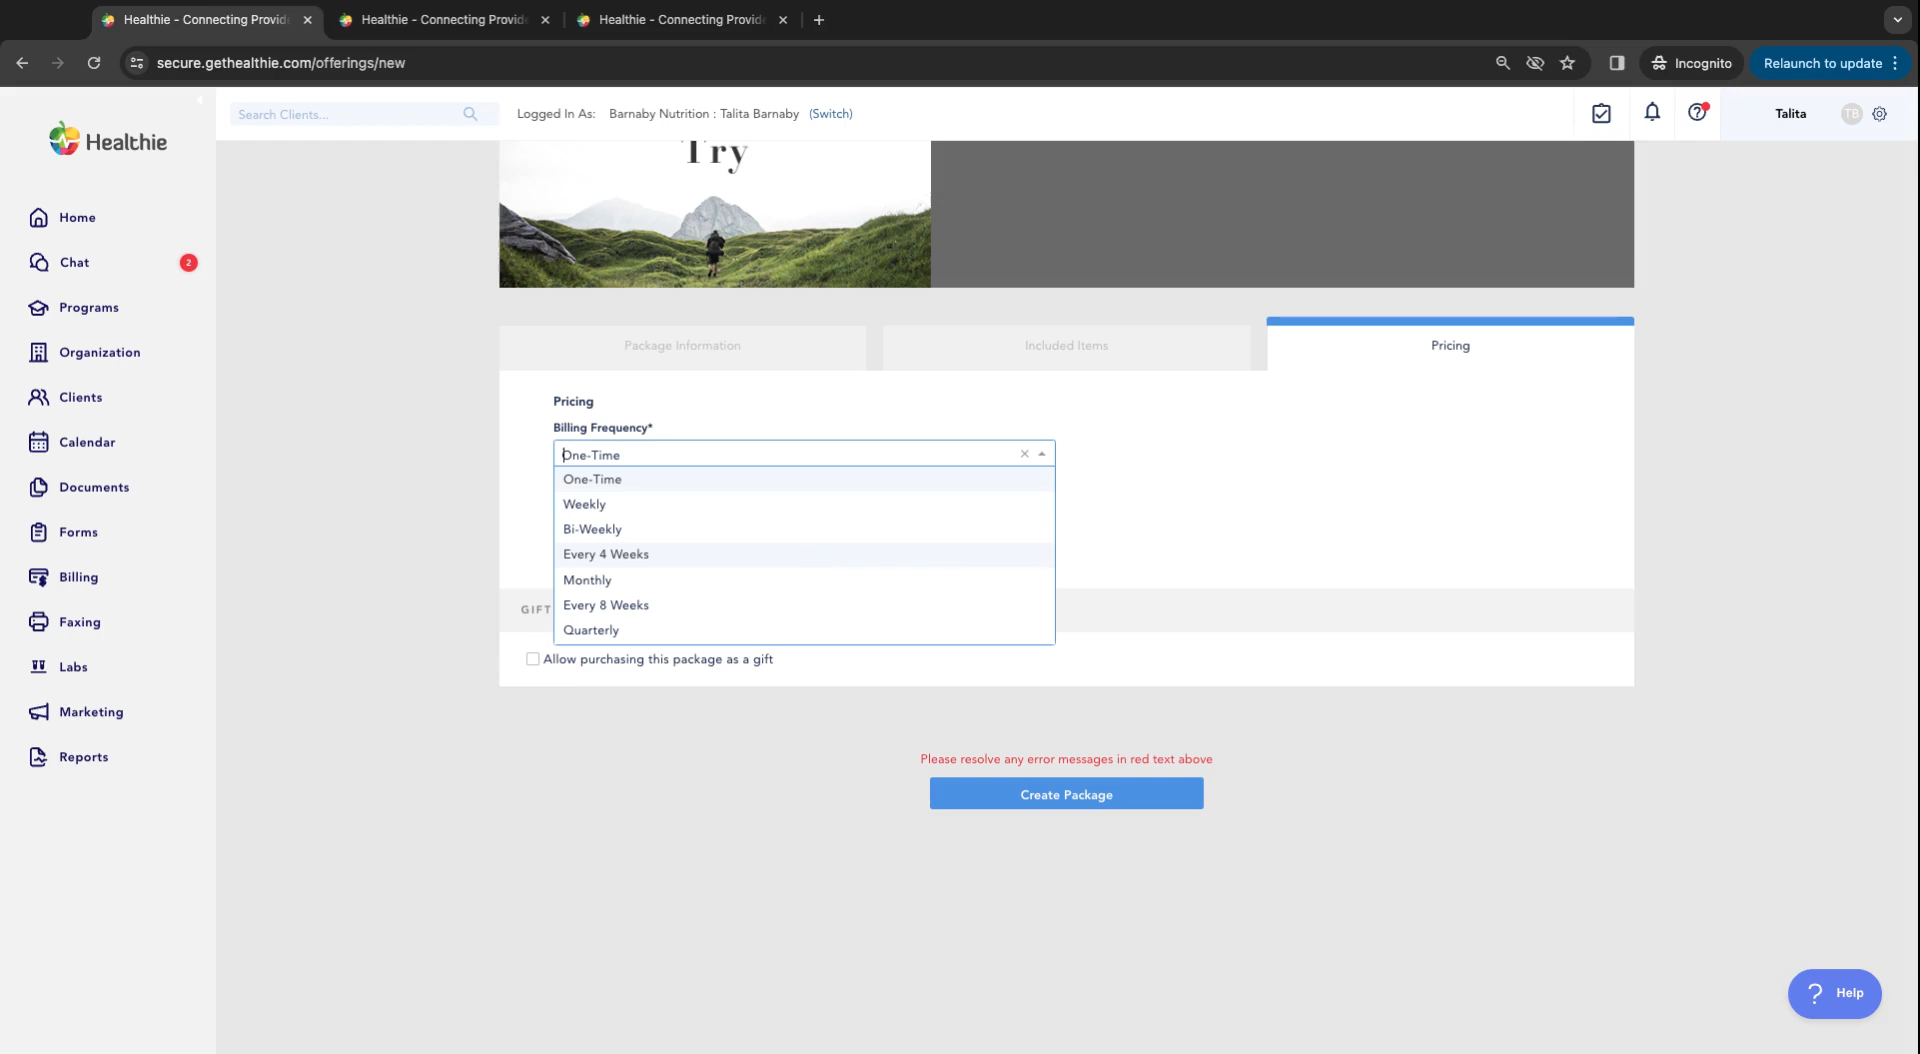 Healthie - Connecting Provid
Healthie - Connecting Provid
Healthie - Connecting Provid
secure.gethealthie.com/offerings/new
Incognito
Relaunch to update
Healthie
Search Clients...
Logged In As: Barnaby Nutrition : Talita Barnaby (Switch)
Talita
TB
Home
Chat
2
Programs
Organization
Clients
Calendar
Documents
Forms
Billing
Faxing
Labs
Marketing
Reports
Try
Package Information
Included Items
Pricing
Pricing
Billing Frequency*
One-Time
One-Time
Weekly
Bi-Weekly
Every 4 Weeks
Monthly
Every 8 Weeks
Quarterly
GIFT
Allow purchasing this package as a gift
Please resolve any error messages in red text above
Create Package
? Help